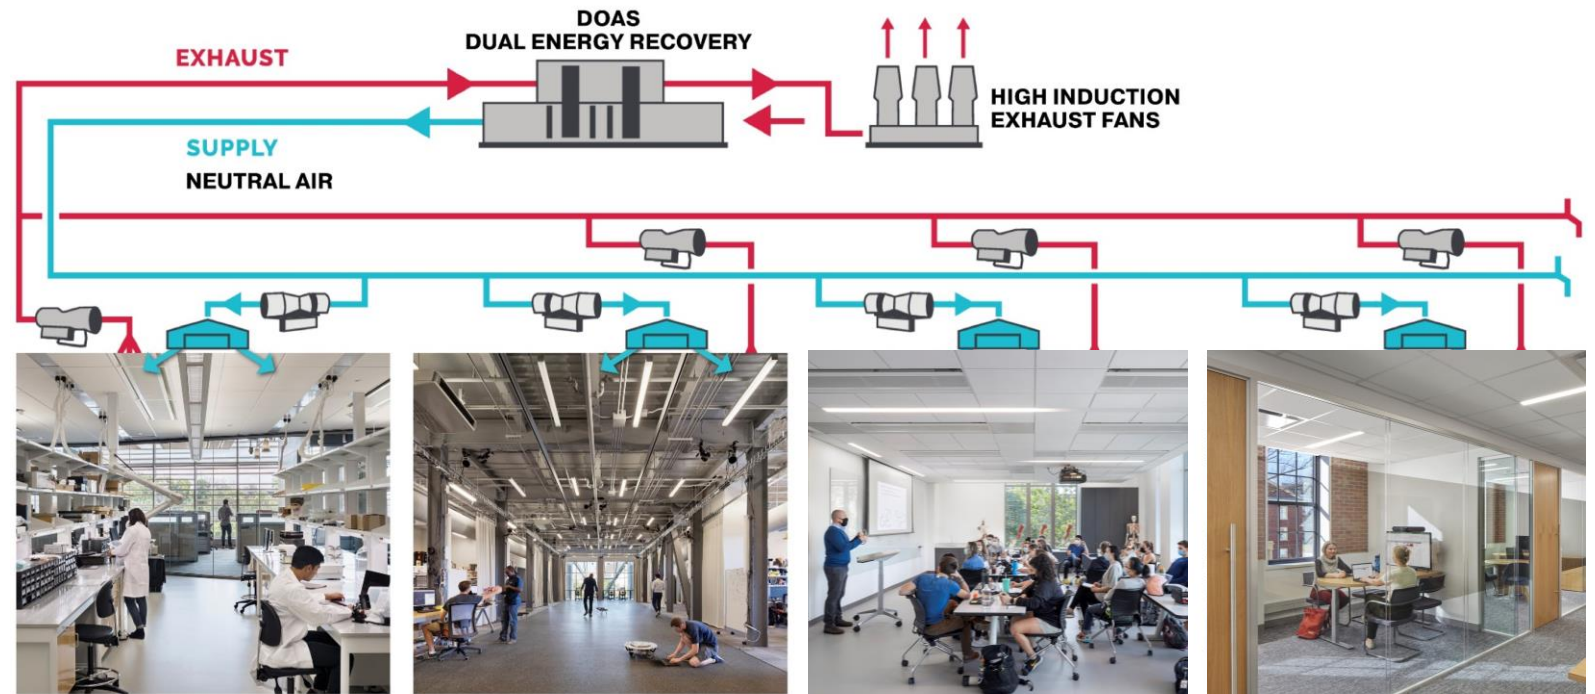 DOAS
DUAL ENERGY RECOVERY
EXHAUST
HIGH INDUCTION
EXHAUST FANS
SUPPLY
NEUTRAL AIR